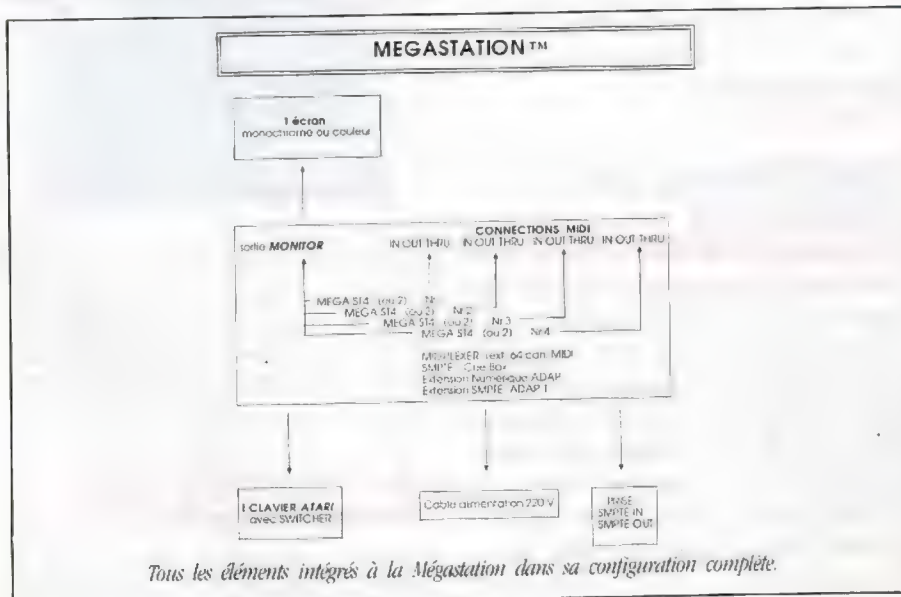 MEGASTATION™
1 écran
monochrome ou couleur
CONNECTIONS MIDI
sortie MONITOR
IN OUT THRU IN OUT THRU IN OUT THRU IN OUT THRU
MEGA ST4 (ou 2) Nr
MEGA ST4 (ou 2) Nr 2
MEGA ST4 (ou 2) Nr 3
MEGA ST4 (ou 2) Nr 4
MIDIPLEXER ext. 64 can. MIDI
SMPTE Cue Box
Extension Numérique ADAP
Extension SMPTE ADAP 1
1 CLAVIER ATARI
avec SWITCHER
Cable alimentation 220 V
PRISE
SMPTE IN
SMPTE OUT
Tous les éléments intégrés à la Mégastation dans sa configuration complète.